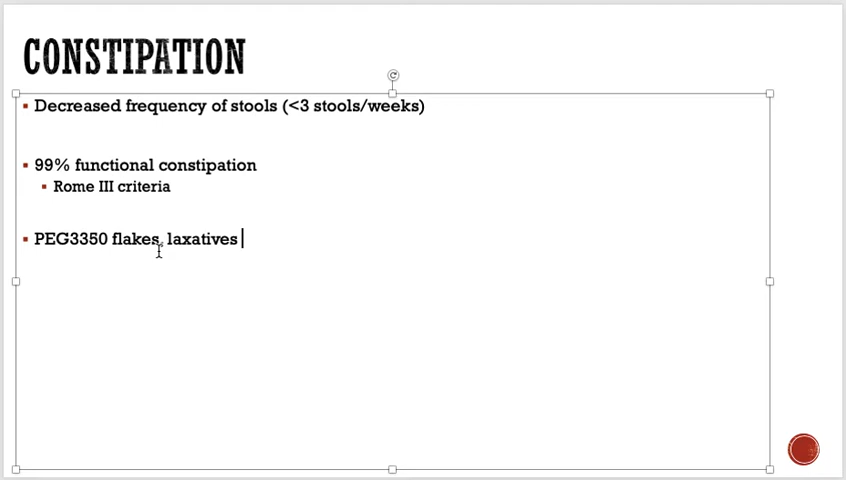 CONSTIPATION
▪ Decreased frequency of stools (<3 stools/weeks)
▪ 99% functional constipation
▪ Rome III criteria
▪ PEG3350 flakes, laxatives